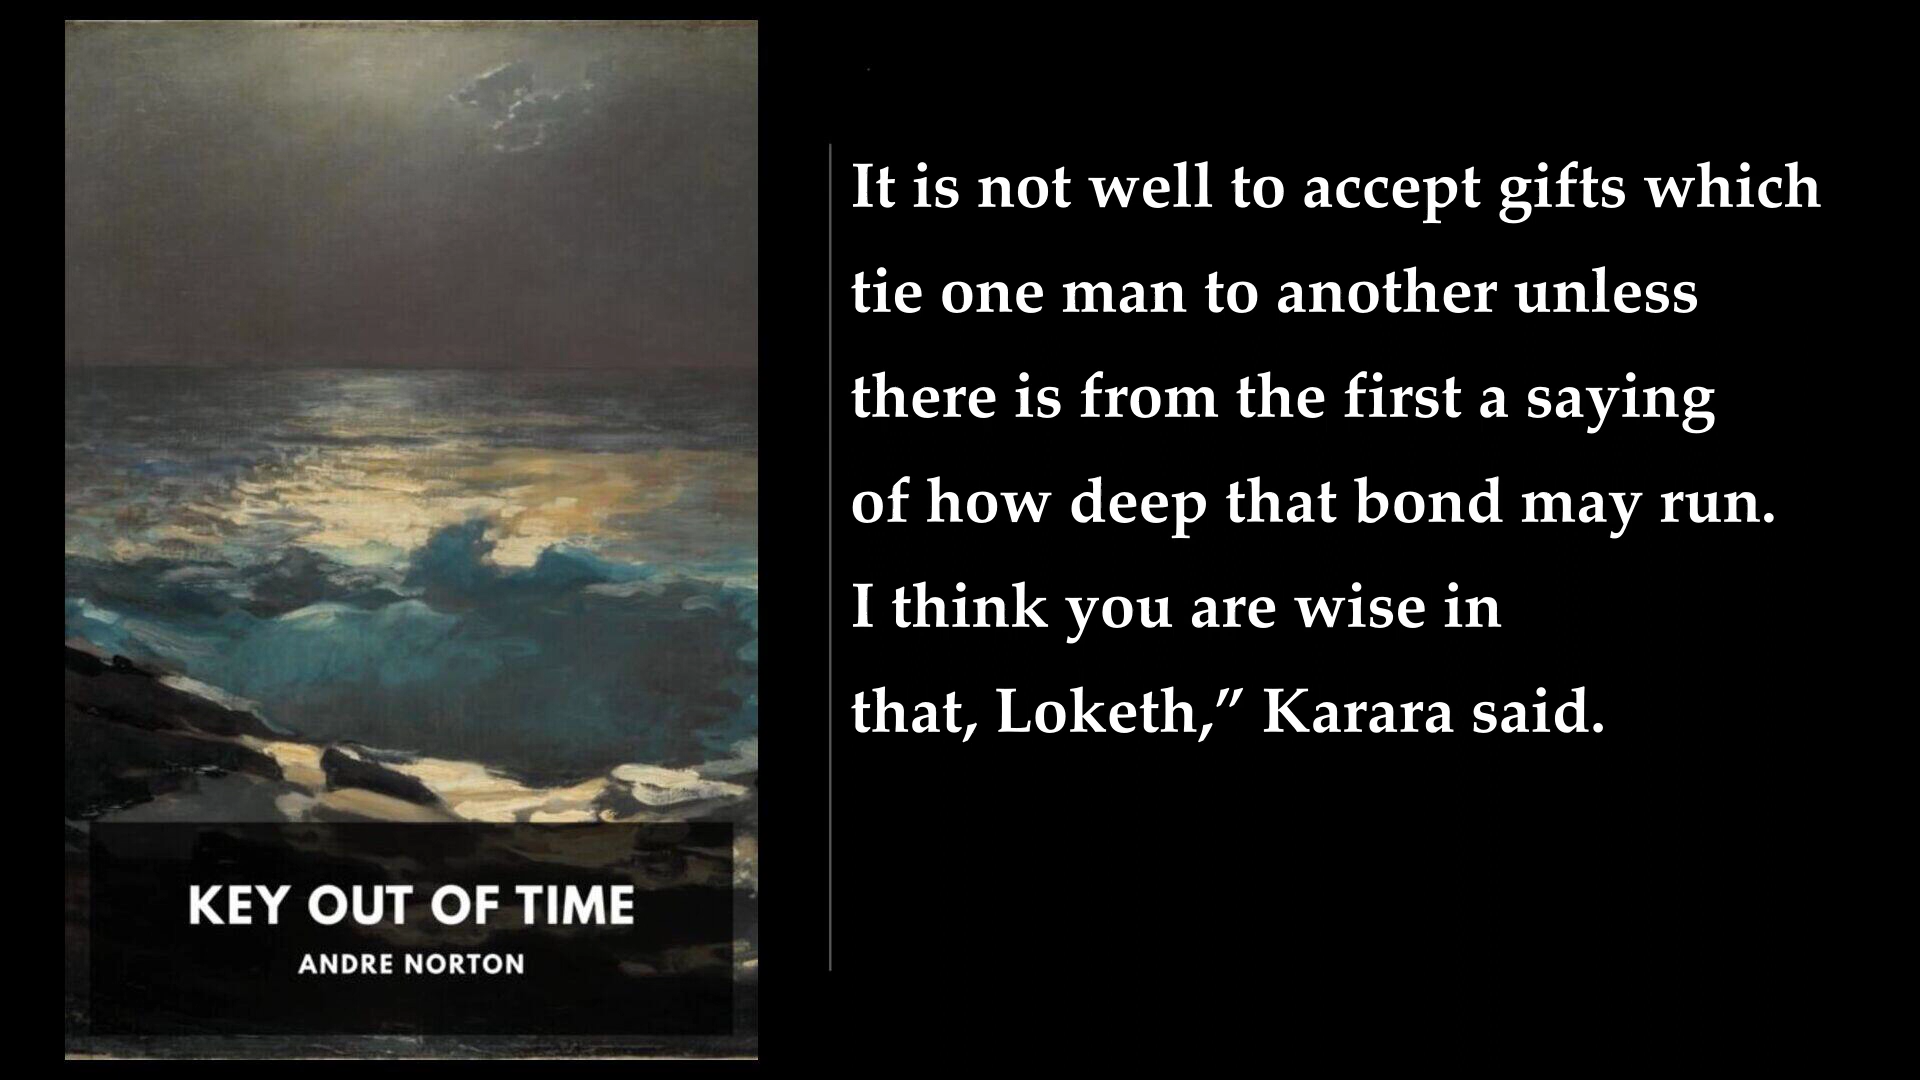 It is not well to accept gifts which
tie one man to another unless
there is from the first a saying
of how deep that bond may run.
I think you are wise in
that, Loketh,” Karara said.
KEY OUT OF TIME
ANDRE NORTON